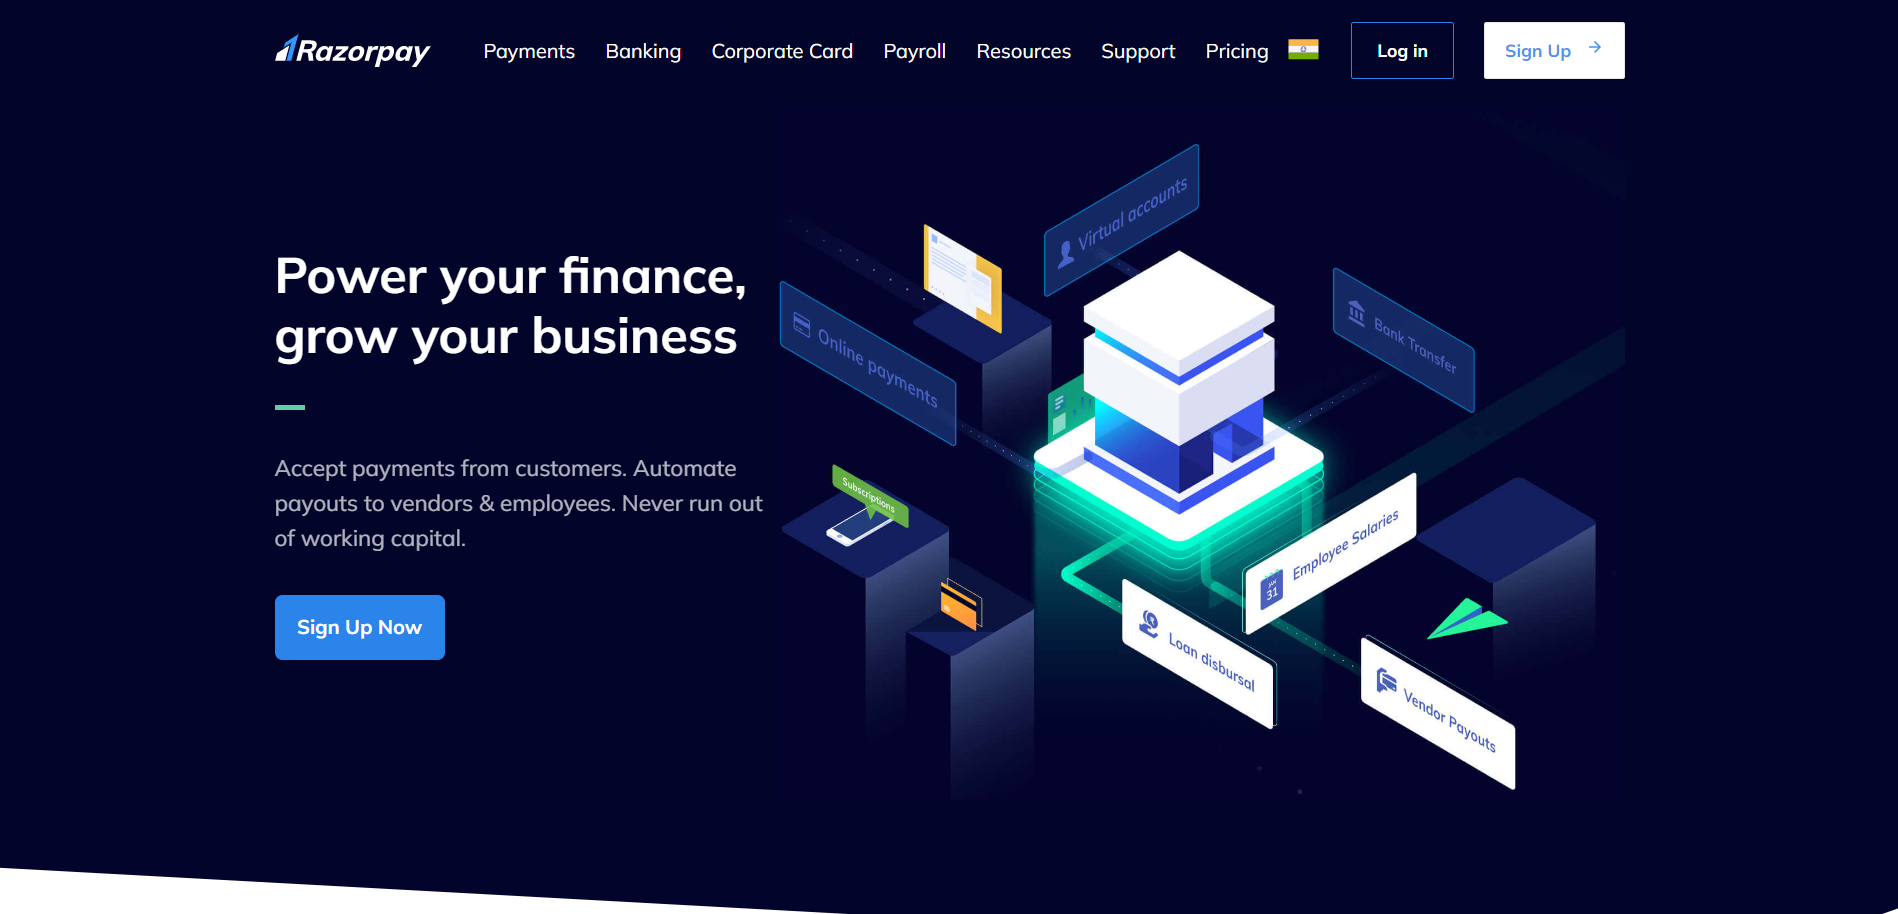 Razorpay
Payments Banking Corporate Card Payroll Resources Support Pricing Log in Sign Up
Power your finance,
grow your business
Accept payments from customers. Automate
payouts to vendors & employees. Never run out
of working capital.
Sign Up Now
Virtual accounts
Online payments
Bank Transfer
Subscriptions
JAN
31
Employee Salaries
Loan disbursal
Vendor Payouts